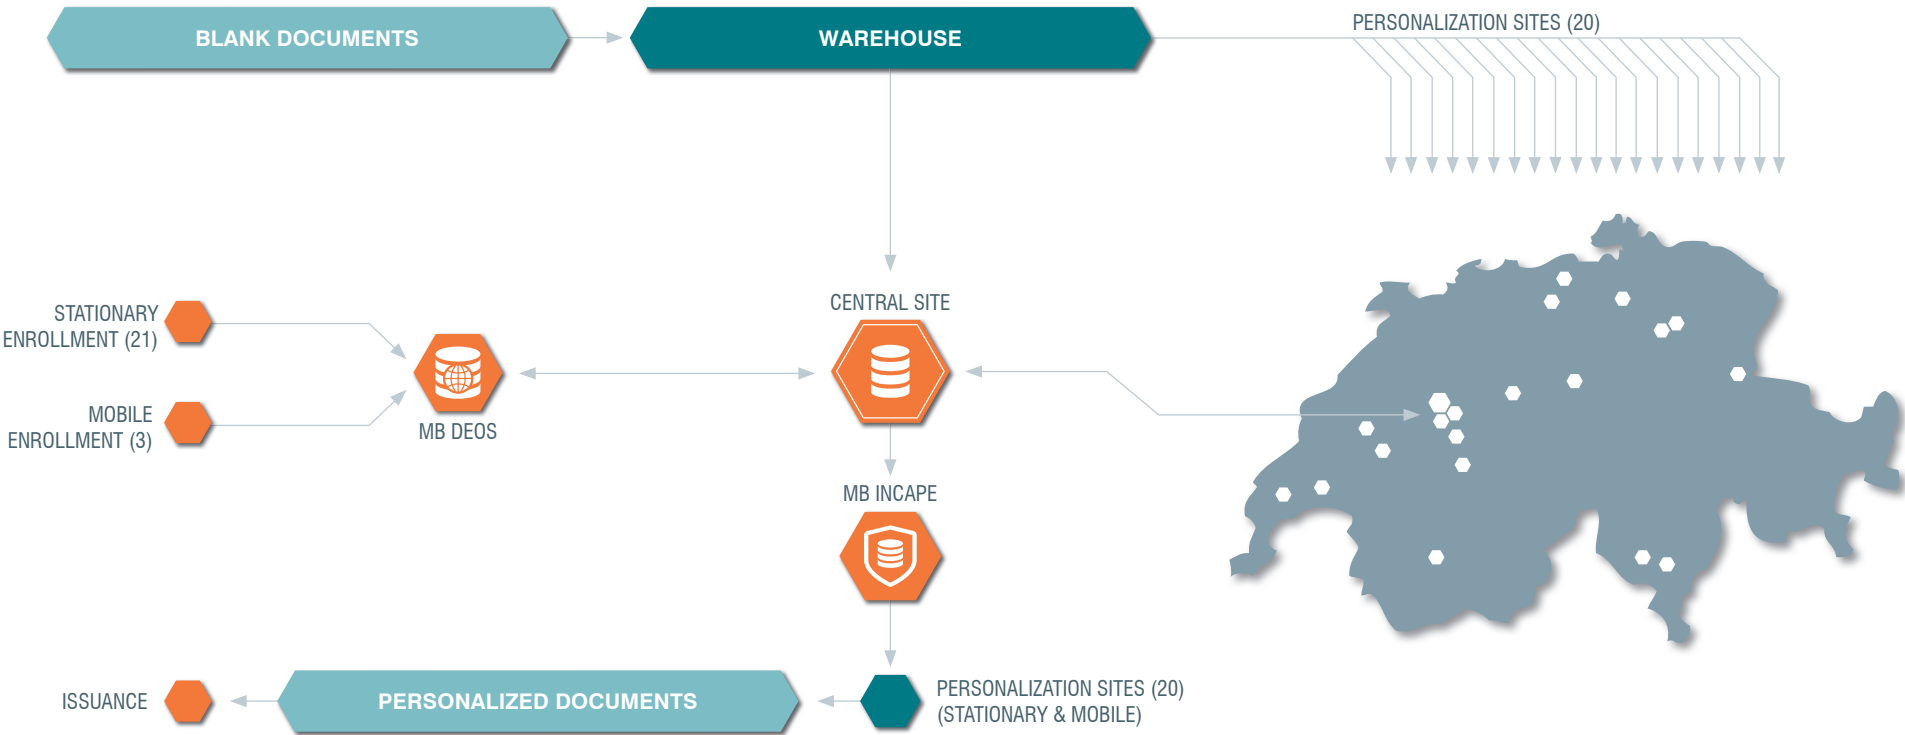 BLANK DOCUMENTS
WAREHOUSE
PERSONALIZATION SITES (20)
CENTRAL SITE
STATIONARY
ENROLLMENT (21)
MOBILE
ENROLLMENT (3)
MB DEOS
MB INCAPE
ISSUANCE
PERSONALIZED DOCUMENTS
PERSONALIZATION SITES (20)
(STATIONARY & MOBILE)